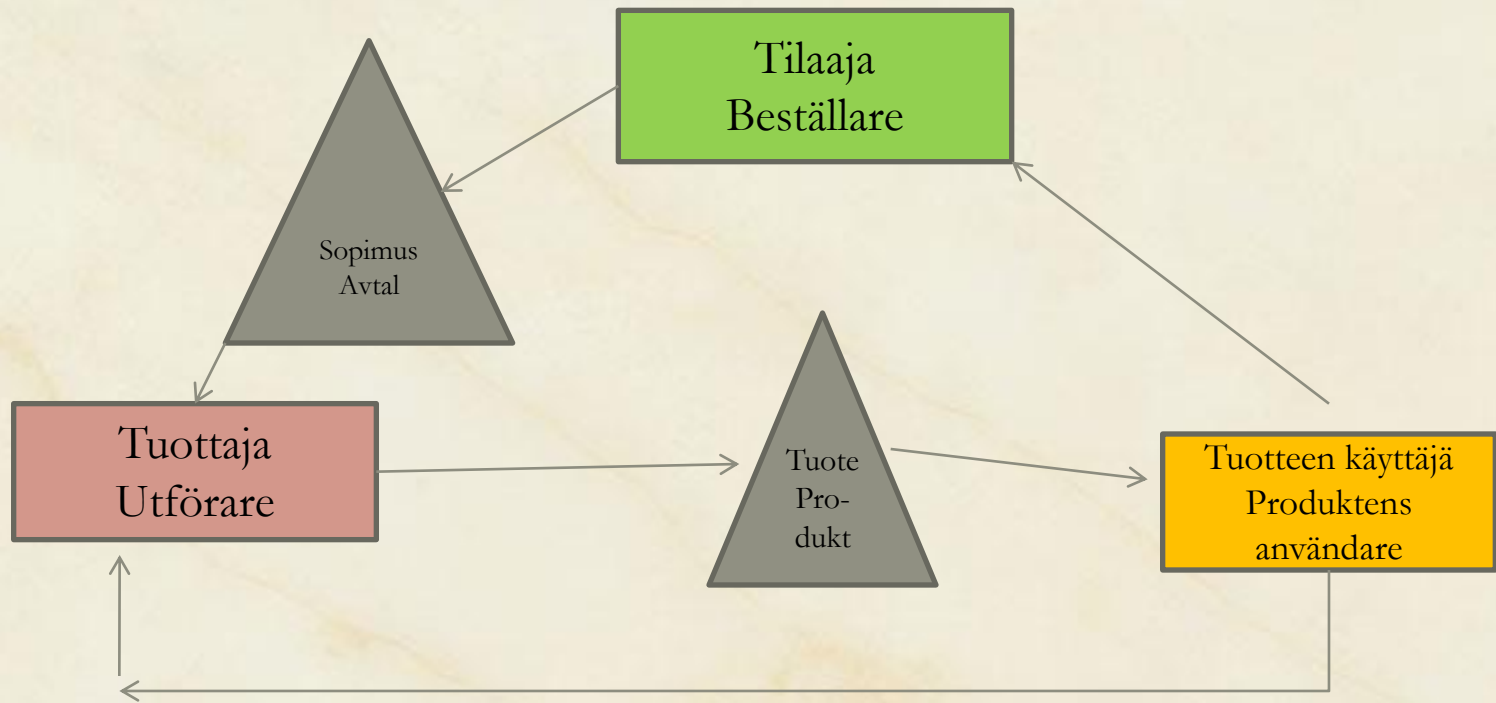 Tilaaja
Beställare
Sopimus
Avtal
Tuottaja
Utförare
Tuote
Pro-
dukt
Tuotteen käyttäjä
Produktens
användare